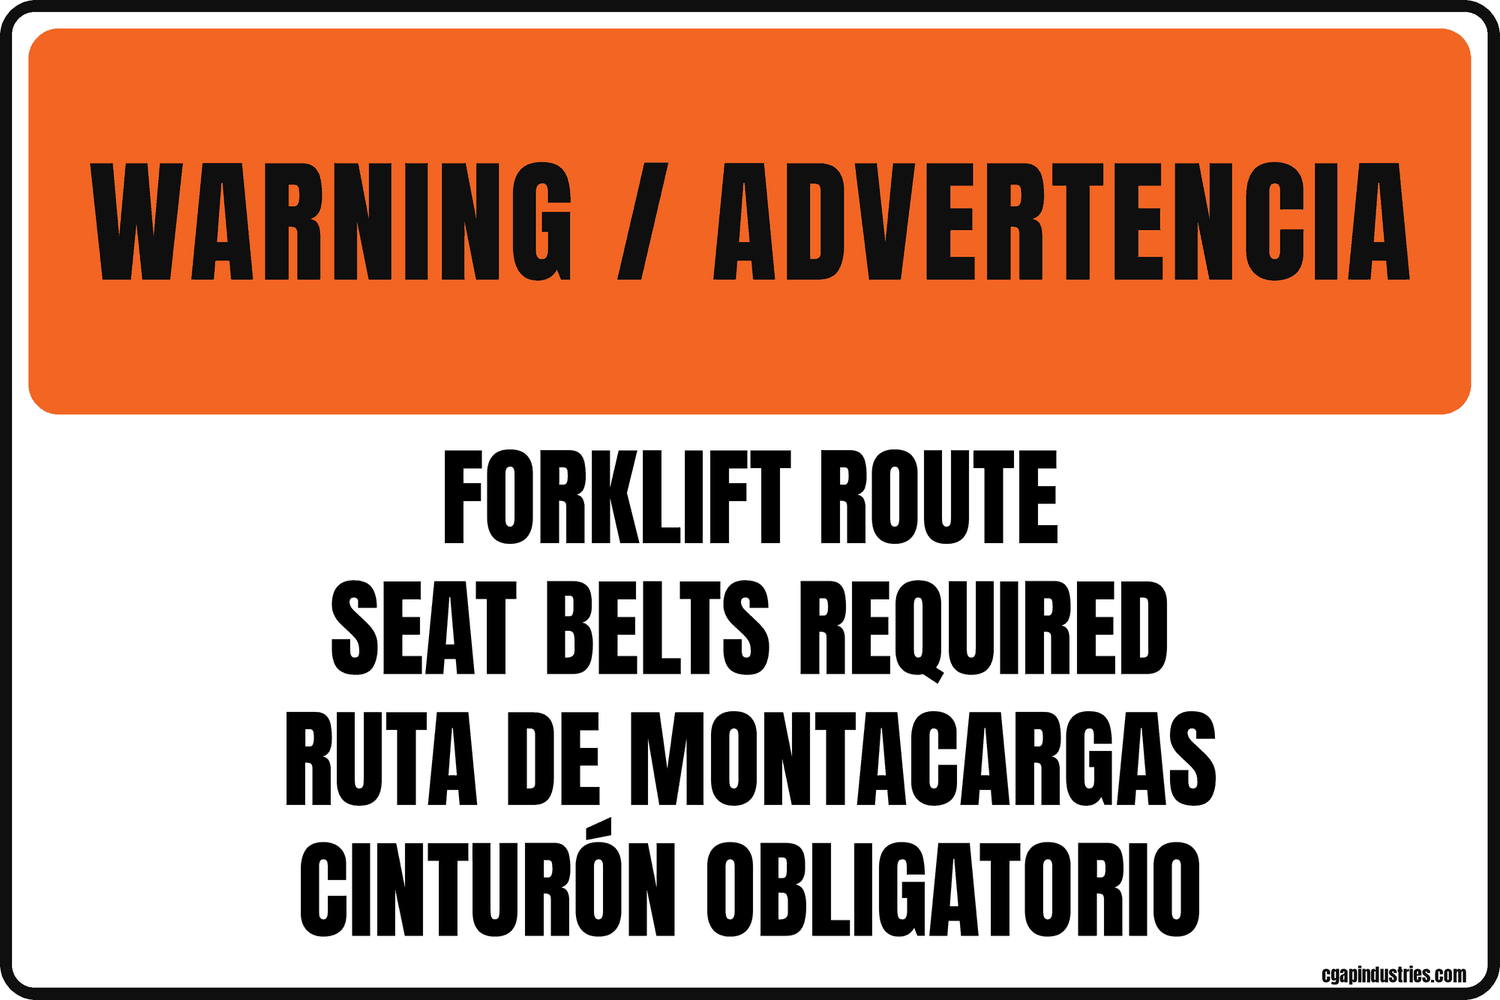 WARNING / ADVERTENCIA
FORKLIFT ROUTE
SEAT BELTS REQUIRED
RUTA DE MONTACARGAS
CINTURÓN OBLIGATORIO
cgapindustries.com